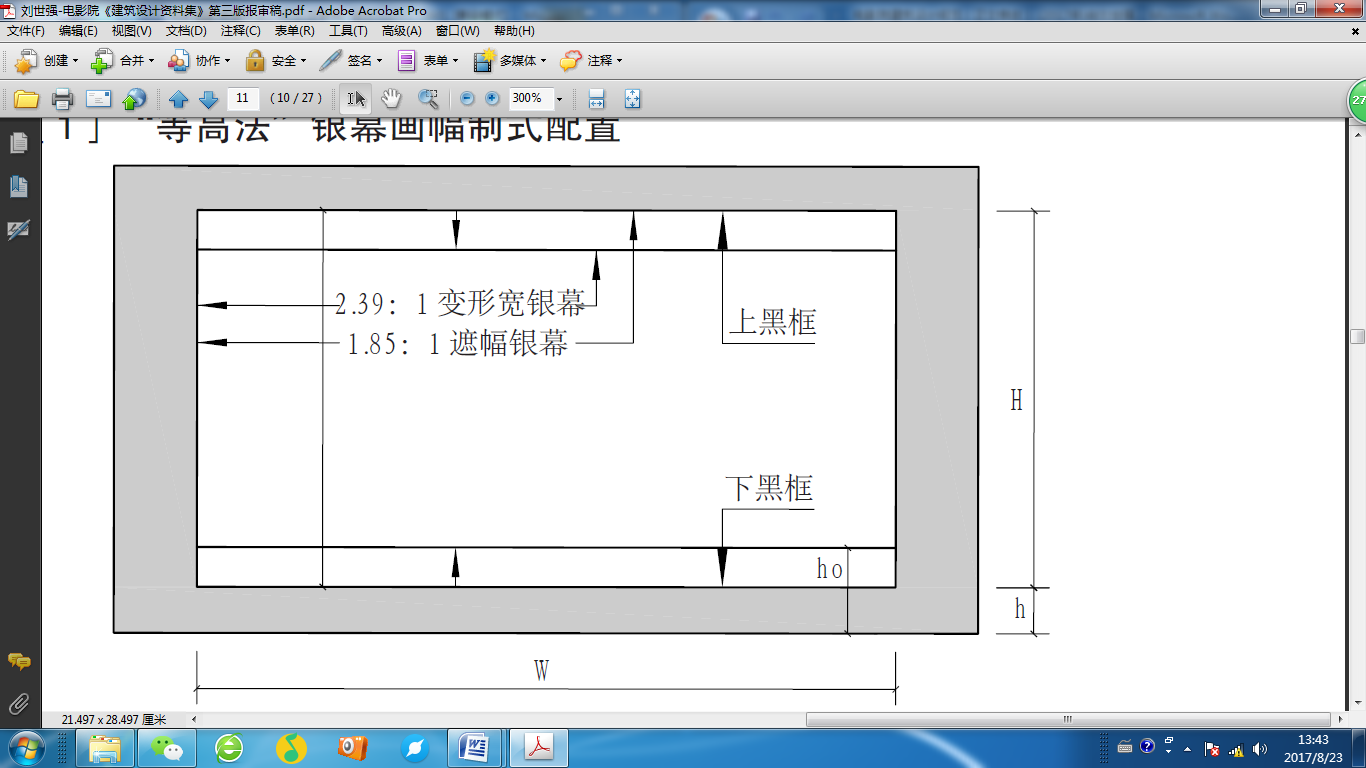 刘世强-电影院《建筑设计资料集》第三版报审稿.pdf - Adobe Acrobat Pro
文件(F) 编辑(E) 视图(V) 文档(D) 注释(C) 表单(R) 工具(T) 高级(A) 窗口(W) 帮助(H)
创建 合并 协作 安全 签名 表单 多媒体 注释
11 (10 / 27) 300%
27
1］ “等高法” 银幕画幅制式配置
2.39：1 变形宽银幕
上黑框
1.85：1 遮幅银幕
H
下黑框
ho
h
W
21.497 x 28.497 厘米
13:43
2017/8/23